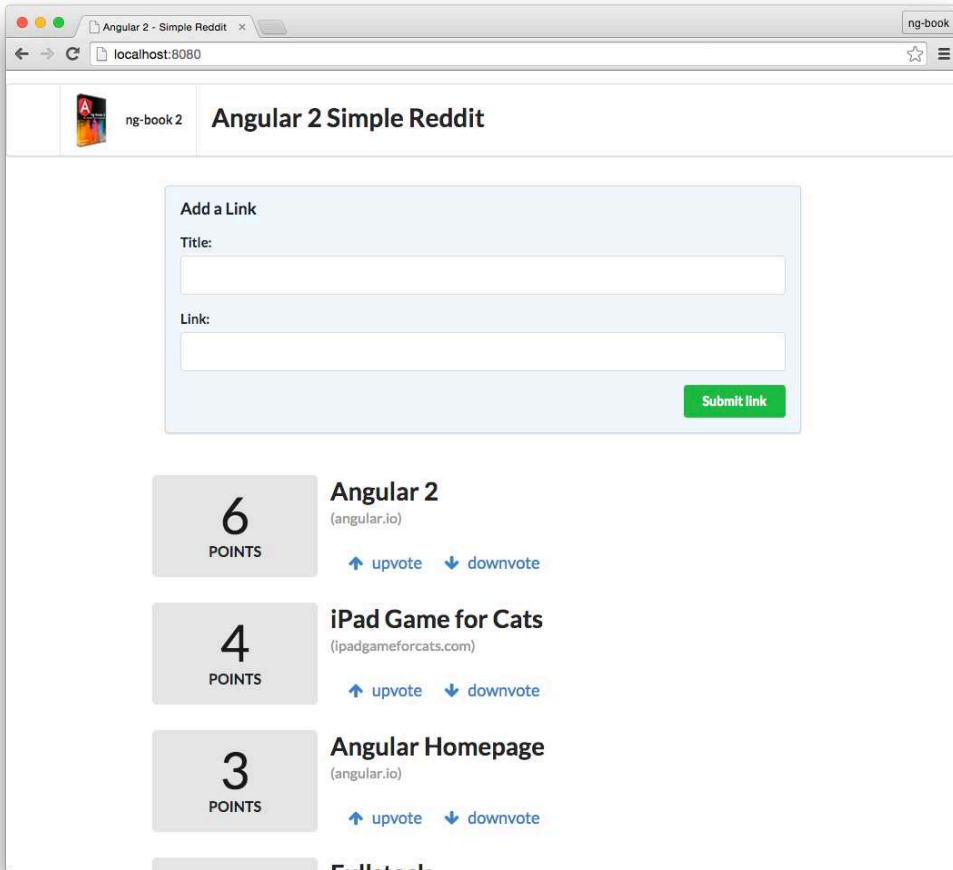 Angular 2 - Simple Reddit
ng-book
localhost:8080
ng-book 2
Angular 2 Simple Reddit
Add a Link
Title:
Link:
Submit link
6
POINTS
Angular 2
(angular.io)
upvote downvote
4
POINTS
iPad Game for Cats
(ipadgameforcats.com)
upvote downvote
3
POINTS
Angular Homepage
(angular.io)
upvote downvote